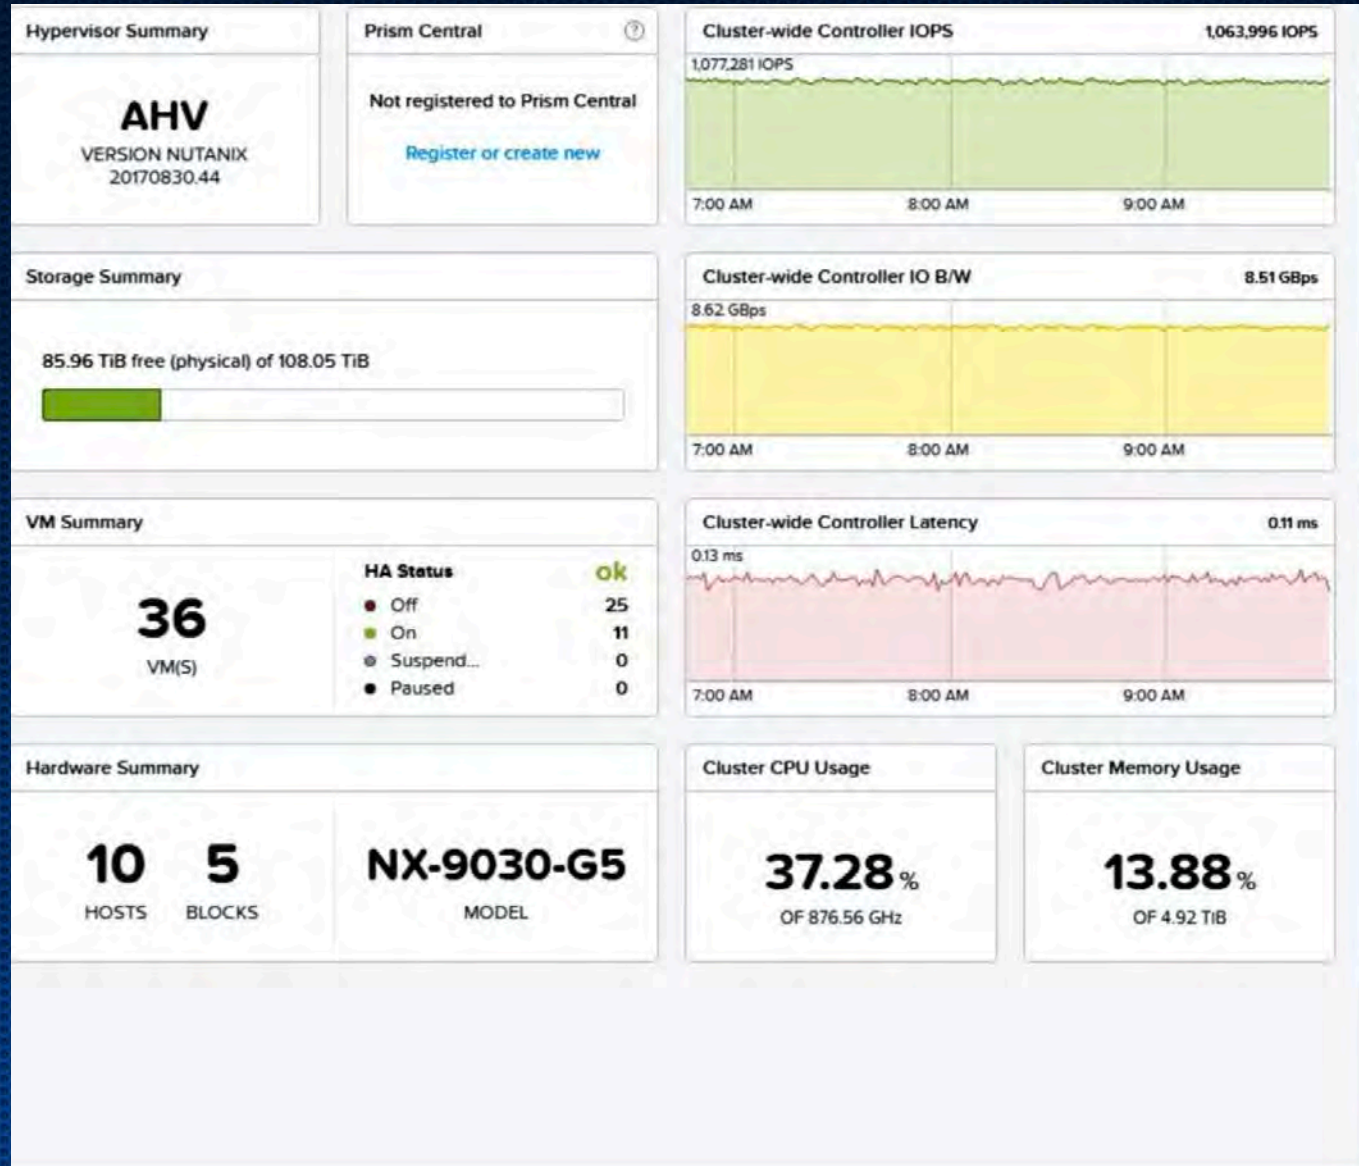 Hypervisor Summary
AHV
VERSION NUTANIX
20170830.44
Prism Central
?
Not registered to Prism Central
Register or create new
Cluster-wide Controller IOPS
1,063,996 IOPS
1,077,281 IOPS
7:00 AM
8:00 AM
9:00 AM
Storage Summary
85.96 TiB free (physical) of 108.05 TiB
Cluster-wide Controller IO B/W
8.51 GBps
8.62 GBps
7:00 AM
8:00 AM
9:00 AM
VM Summary
36
VM(S)
HA Status
ok
Off
25
On
11
Suspend...
0
Paused
0
Cluster-wide Controller Latency
0.11 ms
0.13 ms
7:00 AM
8:00 AM
9:00 AM
Hardware Summary
10
HOSTS
5
BLOCKS
NX-9030-G5
MODEL
Cluster CPU Usage
37.28 %
OF 876.56 GHz
Cluster Memory Usage
13.88 %
OF 4.92 TiB